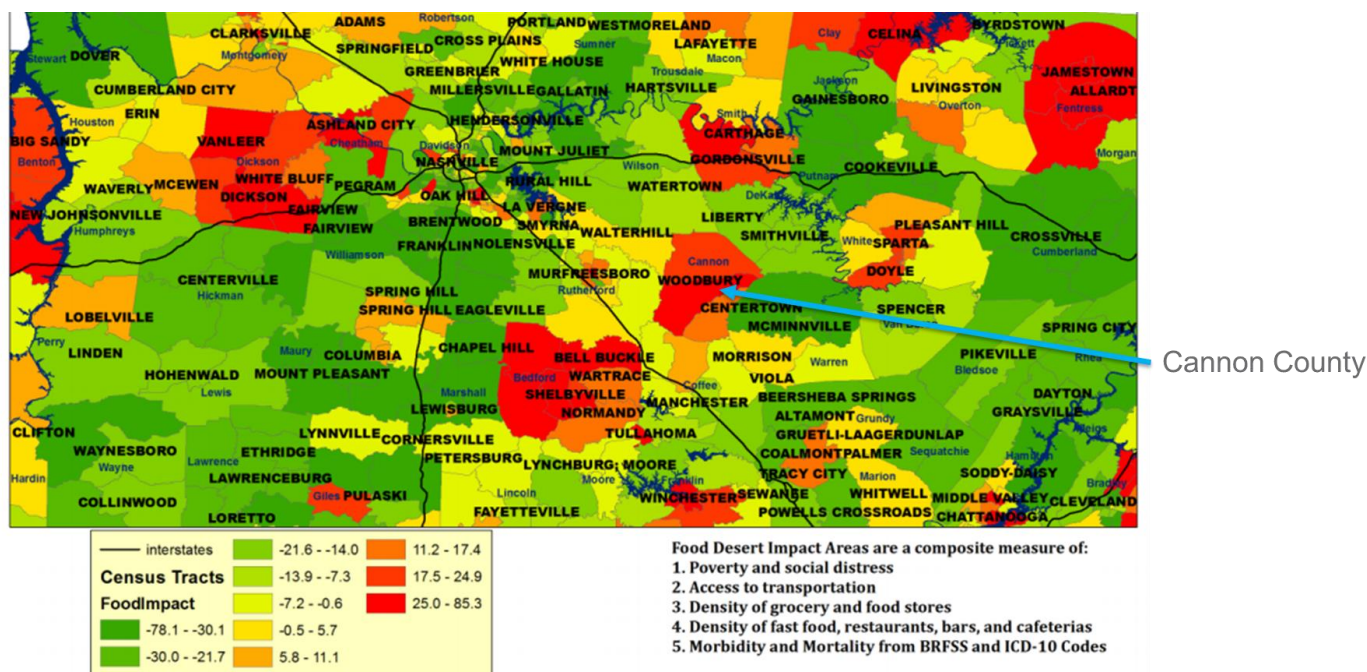 ADAMS
Robertson
PORTLAND
WESTMORELAND
BYRDSTOWN
CLARKSVILLE
CROSS PLAINS
Clay
CELINA
Pickett
Stewart
DOVER
Montgomery
SPRINGFIELD
Sumner
LAFAYETTE
Macon
WHITE HOUSE
GREENBRIER
Trousdale
Jackson
JAMESTOWN
CUMBERLAND CITY
MILLERSVILLE
GALLATIN
HARTSVILLE
GAINESBORO
LIVINGSTON
Overton
ALLARDT
Fentress
ERIN
Houston
HENDERSONVILLE
Smith
ASHLAND CITY
CARTHAGE
BIG SANDY
VANLEER
Cheatham
Davidson
MOUNT JULIET
GORDONSVILLE
Morgan
Benton
Dickson
NASHVILLE
Wilson
COOKEVILLE
WHITE BLUFF
Putnam
WAVERLY
MCEWEN
PEGRAM
RURAL HILL
WATERTOWN
DICKSON
OAK HILL
DeKalb
LA VERGNE
NEW JOHNSONVILLE
FAIRVIEW
BRENTWOOD
LIBERTY
PLEASANT HILL
Humphreys
FAIRVIEW
SMYRNA
WALTERHILL
SMITHVILLE
White
SPARTA
CROSSVILLE
FRANKLIN
NOLENSVILLE
Cumberland
Williamson
Cannon
CENTERVILLE
MURFREESBORO
WOODBURY
DOYLE
Hickman
SPRING HILL
Rutherford
LOBELVILLE
SPRING HILL
EAGLEVILLE
CENTERTOWN
SPENCER
MCMINNVILLE
Van Buren
SPRING CITY
Perry
LINDEN
Maury
COLUMBIA
CHAPEL HILL
BELL BUCKLE
MORRISON
Warren
PIKEVILLE
Rhea
HOHENWALD
MOUNT PLEASANT
Bedford
WARTRACE
VIOLA
Bledsoe
Lewis
Marshall
SHELBYVILLE
Coffee
MANCHESTER
BEERSHEBA SPRINGS
DAYTON
LEWISBURG
NORMANDY
ALTAMONT
Grundy
GRAYSVILLE
CLIFTON
LYNNVILLE
CORNERSVILLE
TULLAHOMA
GRUETLI-LAAGER
DUNLAP
Meigs
WAYNESBORO
Lawrence
ETHRIDGE
PETERSBURG
COALMONT
PALMER
Sequatchie
Hamilton
Wayne
LYNCHBURG, MOORE
Hardin
LAWRENCEBURG
Moore
Franklin
TRACY CITY
Marion
SODDY-DAISY
Bradley
COLLINWOOD
Giles
PULASKI
Lincoln
WINCHESTER
SEWANEE
WHITWELL
MIDDLE VALLEY
CLEVELAND
LORETTO
FAYETTEVILLE
POWELLS CROSSROADS
CHATTANOOGA
Cannon County
interstates
Census Tracts
FoodImpact
-78.1 - -30.1
-30.0 - -21.7
-21.6 - -14.0
-13.9 - -7.3
-7.2 - -0.6
-0.5 - 5.7
5.8 - 11.1
11.2 - 17.4
17.5 - 24.9
25.0 - 85.3
Food Desert Impact Areas are a composite measure of:
1. Poverty and social distress
2. Access to transportation
3. Density of grocery and food stores
4. Density of fast food, restaurants, bars, and cafeterias
5. Morbidity and Mortality from BRFSS and ICD-10 Codes